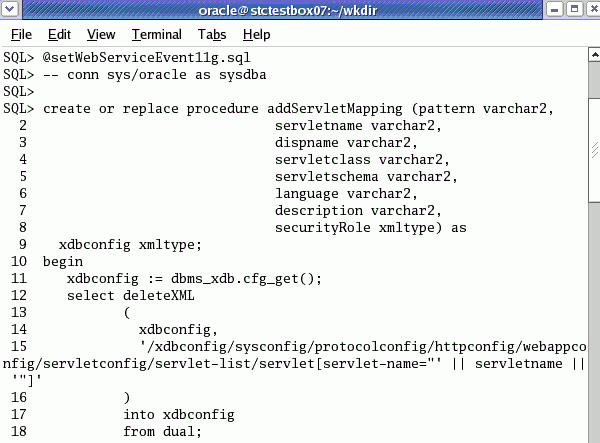 oracle@stctestbox07:~/wkdir
File Edit View Terminal Tabs Help
SQL> @setWebServiceEvent11g.sql
SQL> -- conn sys/oracle as sysdba
SQL>
SQL> create or replace procedure addServletMapping (pattern varchar2,
2 servletname varchar2,
3 dispname varchar2,
4 servletclass varchar2,
5 servletschema varchar2,
6 language varchar2,
7 description varchar2,
8 securityRole xmltype) as
9 xdbconfig xmltype;
10 begin
11 xdbconfig := dbms_xdb.cfg_get();
12 select deleteXML
13 (
14 xdbconfig,
15 '/xdbconfig/sysconfig/protocolconfig/httpconfig/webappco
nfig/servletconfig/servlet-list/servlet[servlet-name="' || servletname ||
'"]'
16 )
17 into xdbconfig
18 from dual;